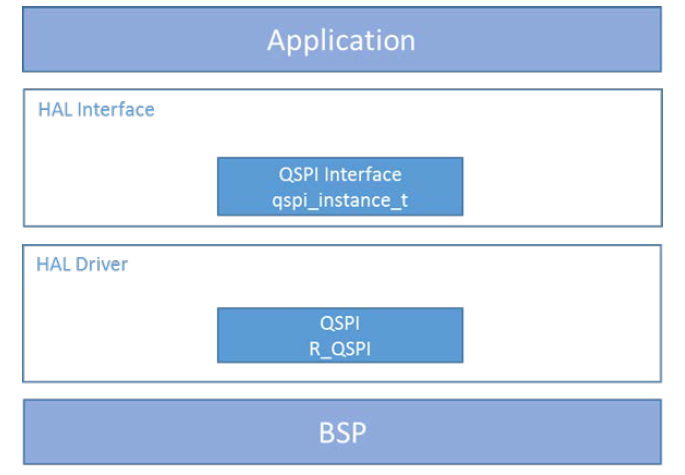 Application
HAL Interface
QSPI Interface
qspi_instance_t
HAL Driver
QSPI
R_QSPI
BSP